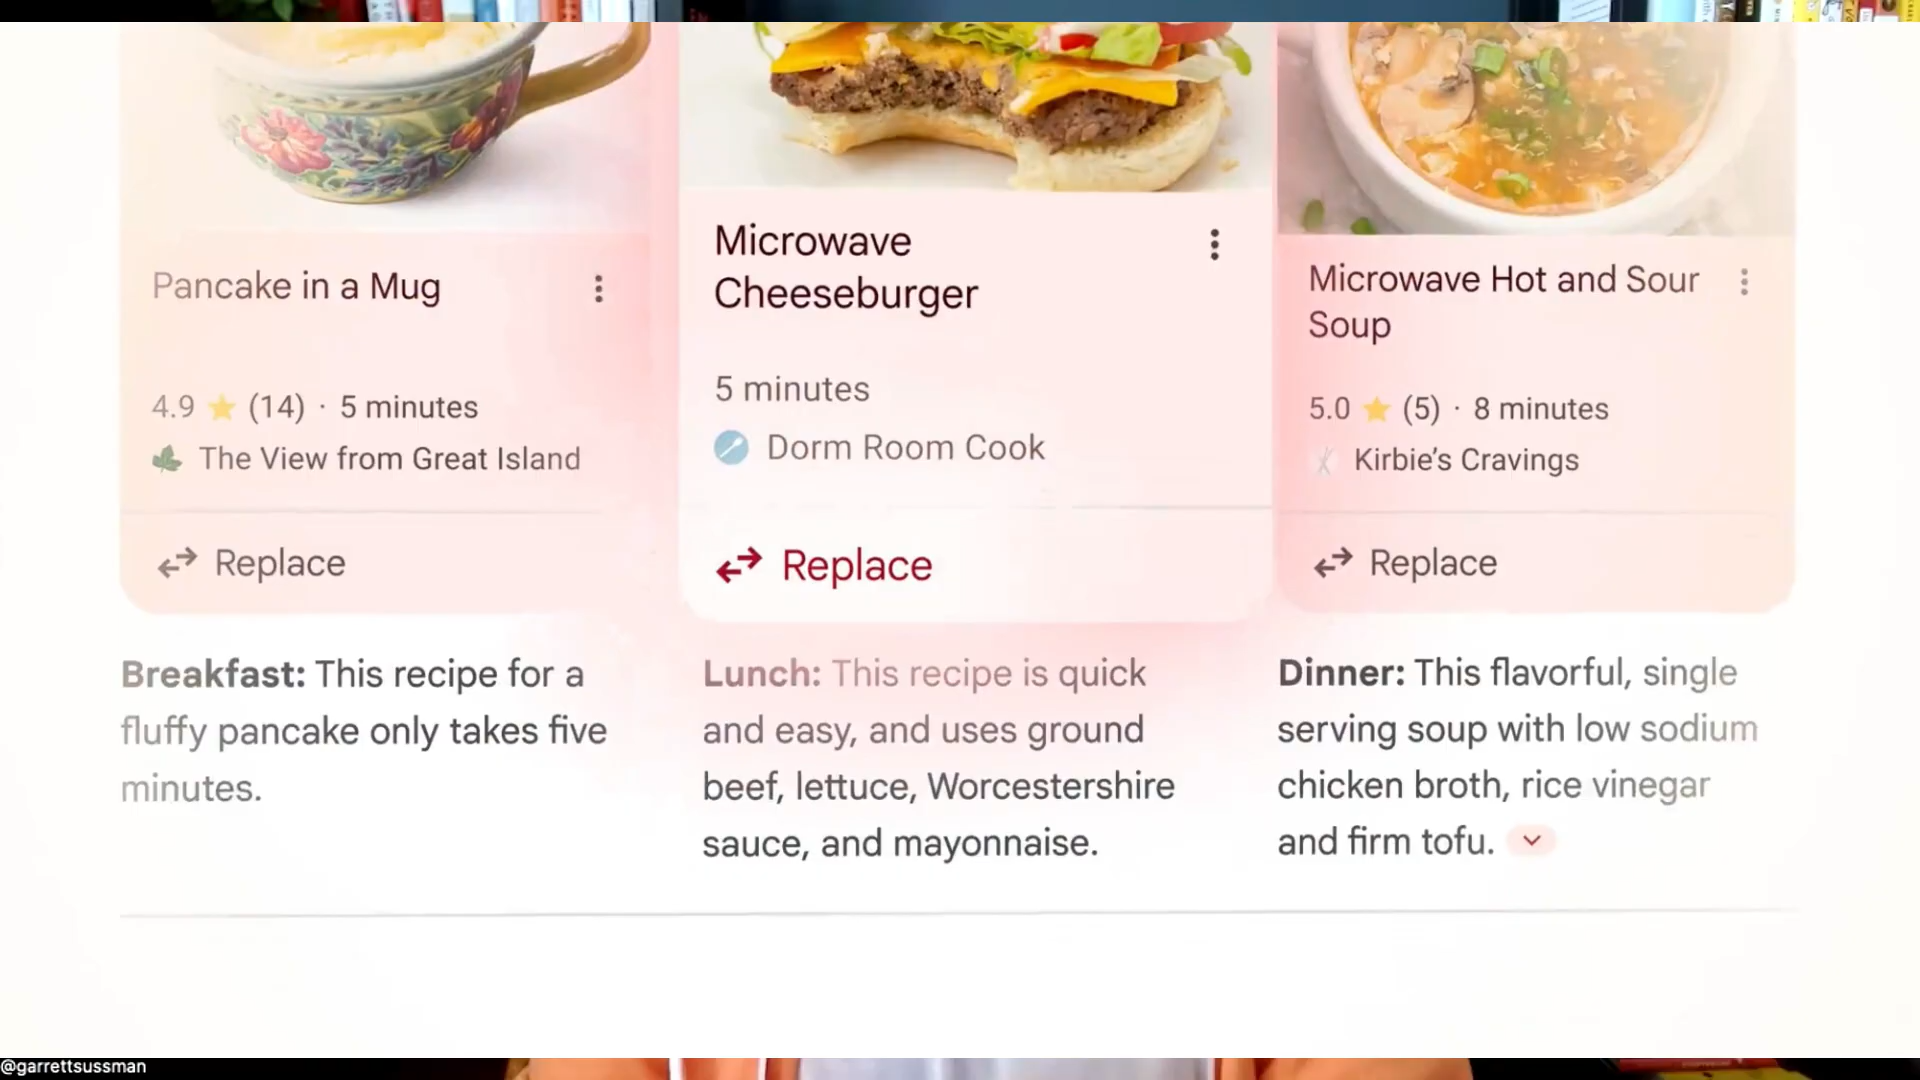 Pancake in a Mug
4.9 (14) · 5 minutes
The View from Great Island
Replace
Breakfast: This recipe for a
fluffy pancake only takes five
minutes.
Microwave
Cheeseburger
5 minutes
Dorm Room Cook
Replace
Lunch: This recipe is quick
and easy, and uses ground
beef, lettuce, Worcestershire
sauce, and mayonnaise.
Microwave Hot and Sour
Soup
5.0 (5) · 8 minutes
Kirbie’s Cravings
Replace
Dinner: This flavorful, single
serving soup with low sodium
chicken broth, rice vinegar
and firm tofu.
@garrettsussman